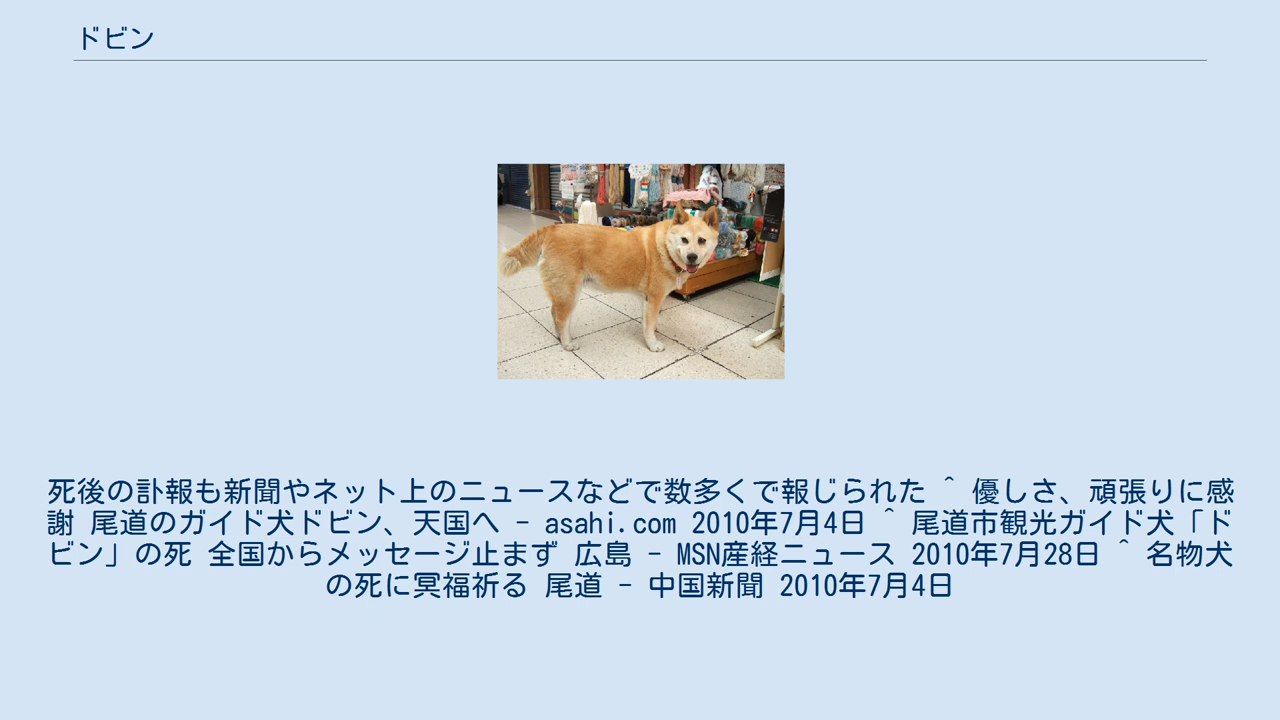 ドビン
死後の訃報も新聞やネット上のニュースなどで数多くで報じられた ^ 優しさ、頑張りに感
謝 尾道のガイド犬ドビン、天国へ - asahi.com 2010年7月4日 ^ 尾道市観光ガイド犬「ド
ビン」の死 全国からメッセージ止まず 広島 - MSN産経ニュース 2010年7月28日 ^ 名物犬
の死に冥福祈る 尾道 - 中国新聞 2010年7月4日